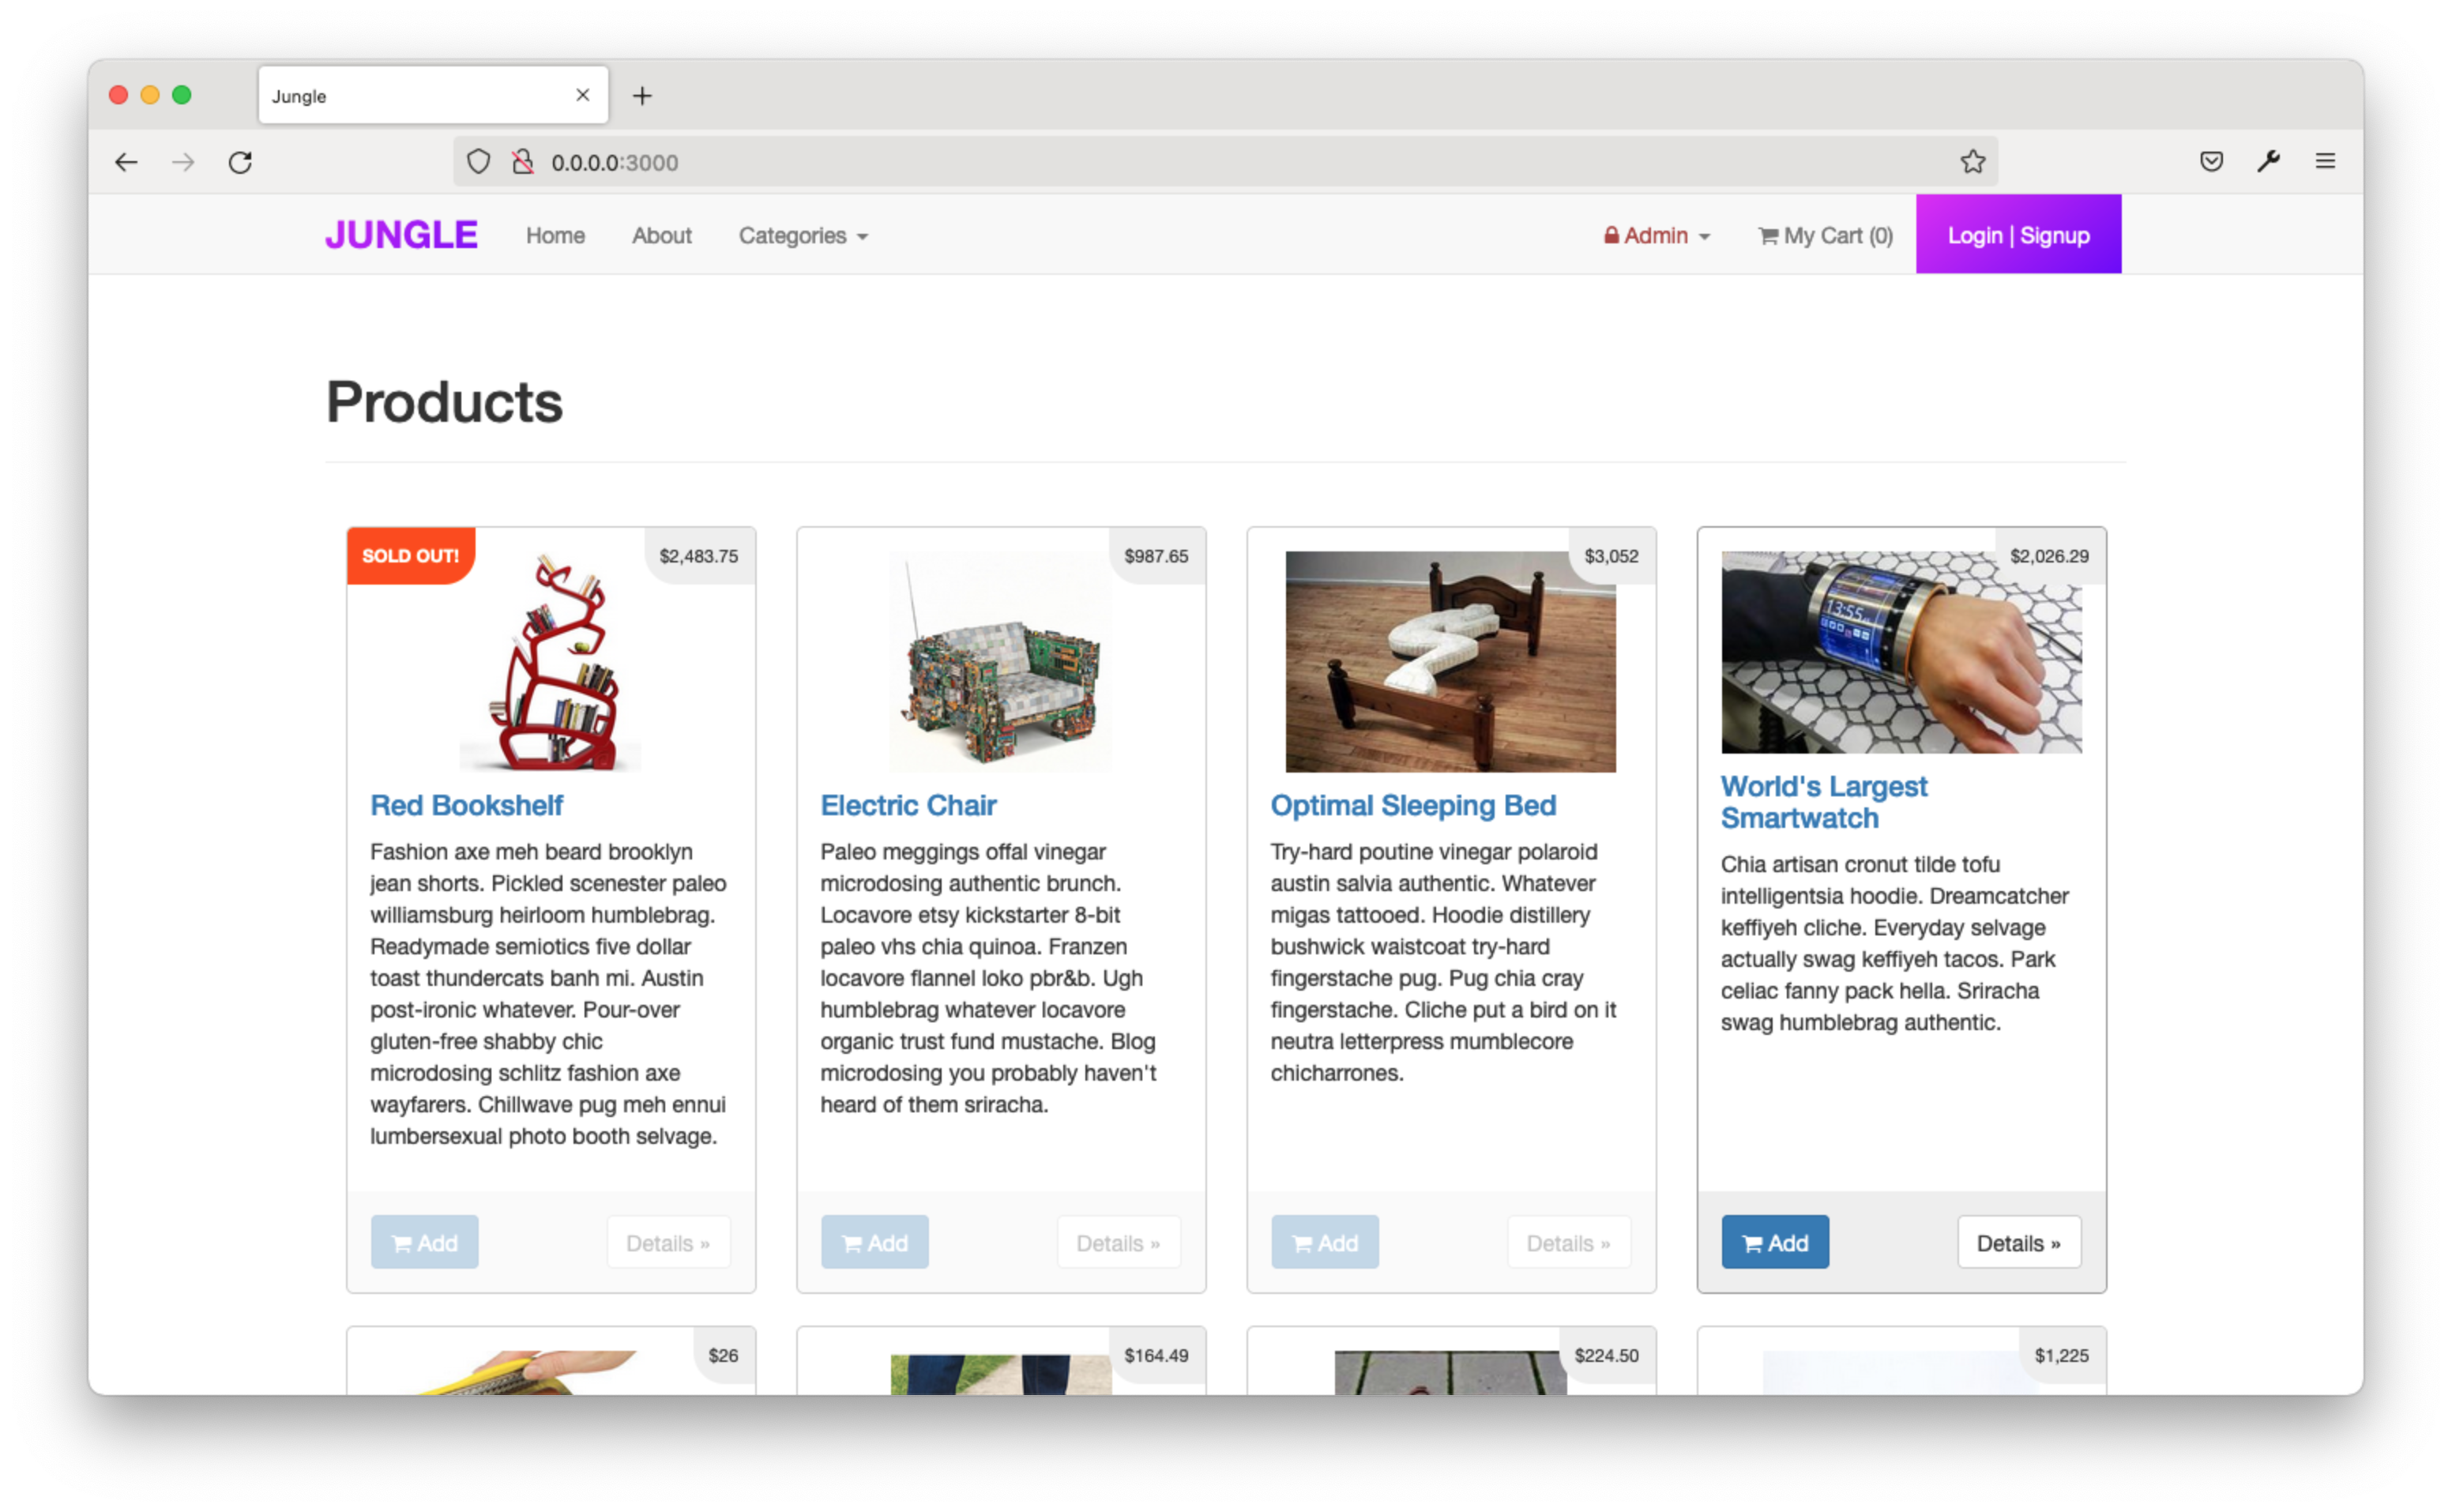 Jungle
0.0.0.0:3000
JUNGLE Home About Categories Admin My Cart (0) Login | Signup
Products
SOLD OUT! $2,483.75
Red Bookshelf
Fashion axe meh beard brooklyn
jean shorts. Pickled scenester paleo
williamsburg heirloom humblebrag.
Readymade semiotics five dollar
toast thundercats banh mi. Austin
post-ironic whatever. Pour-over
gluten-free shabby chic
microdosing schlitz fashion axe
wayfarers. Chillwave pug meh ennui
lumbersexual photo booth selvage.
Add Details »
$987.65
Electric Chair
Paleo meggings offal vinegar
microdosing authentic brunch.
Locavore etsy kickstarter 8-bit
paleo vhs chia quinoa. Franzen
locavore flannel loko pbr&b. Ugh
humblebrag whatever locavore
organic trust fund mustache. Blog
microdosing you probably haven't
heard of them sriracha.
Add Details »
$3,052
Optimal Sleeping Bed
Try-hard poutine vinegar polaroid
austin salvia authentic. Whatever
migas tattooed. Hoodie distillery
bushwick waistcoat try-hard
fingerstache pug. Pug chia cray
fingerstache. Cliche put a bird on it
neutra letterpress mumblecore
chicharrones.
Add Details »
$2,026.29
13:55
World's Largest
Smartwatch
Chia artisan cronut tilde tofu
intelligentsia hoodie. Dreamcatcher
keffiyeh cliche. Everyday selvage
actually swag keffiyeh tacos. Park
celiac fanny pack hella. Sriracha
swag humblebrag authentic.
Add Details »
$26
$164.49
$224.50
$1,225